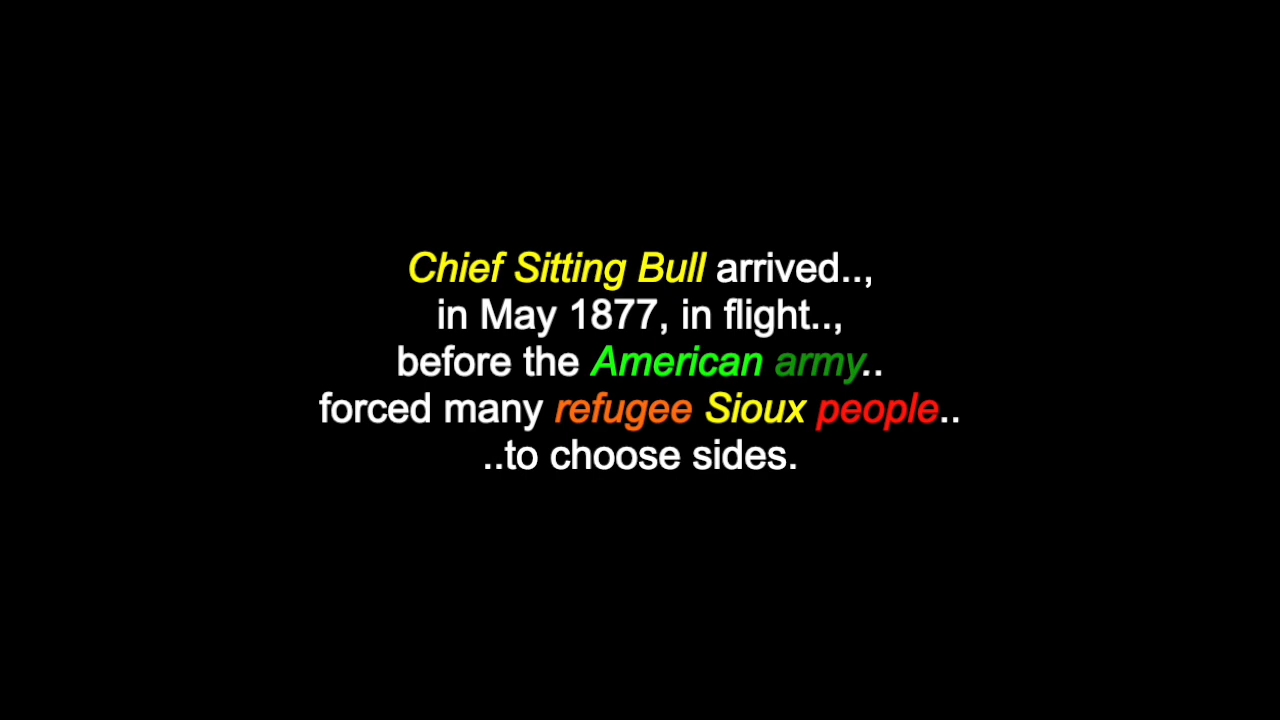 Chief Sitting Bull arrived..,
in May 1877, in flight..,
before the American army..
forced many refugee Sioux people..
..to choose sides.